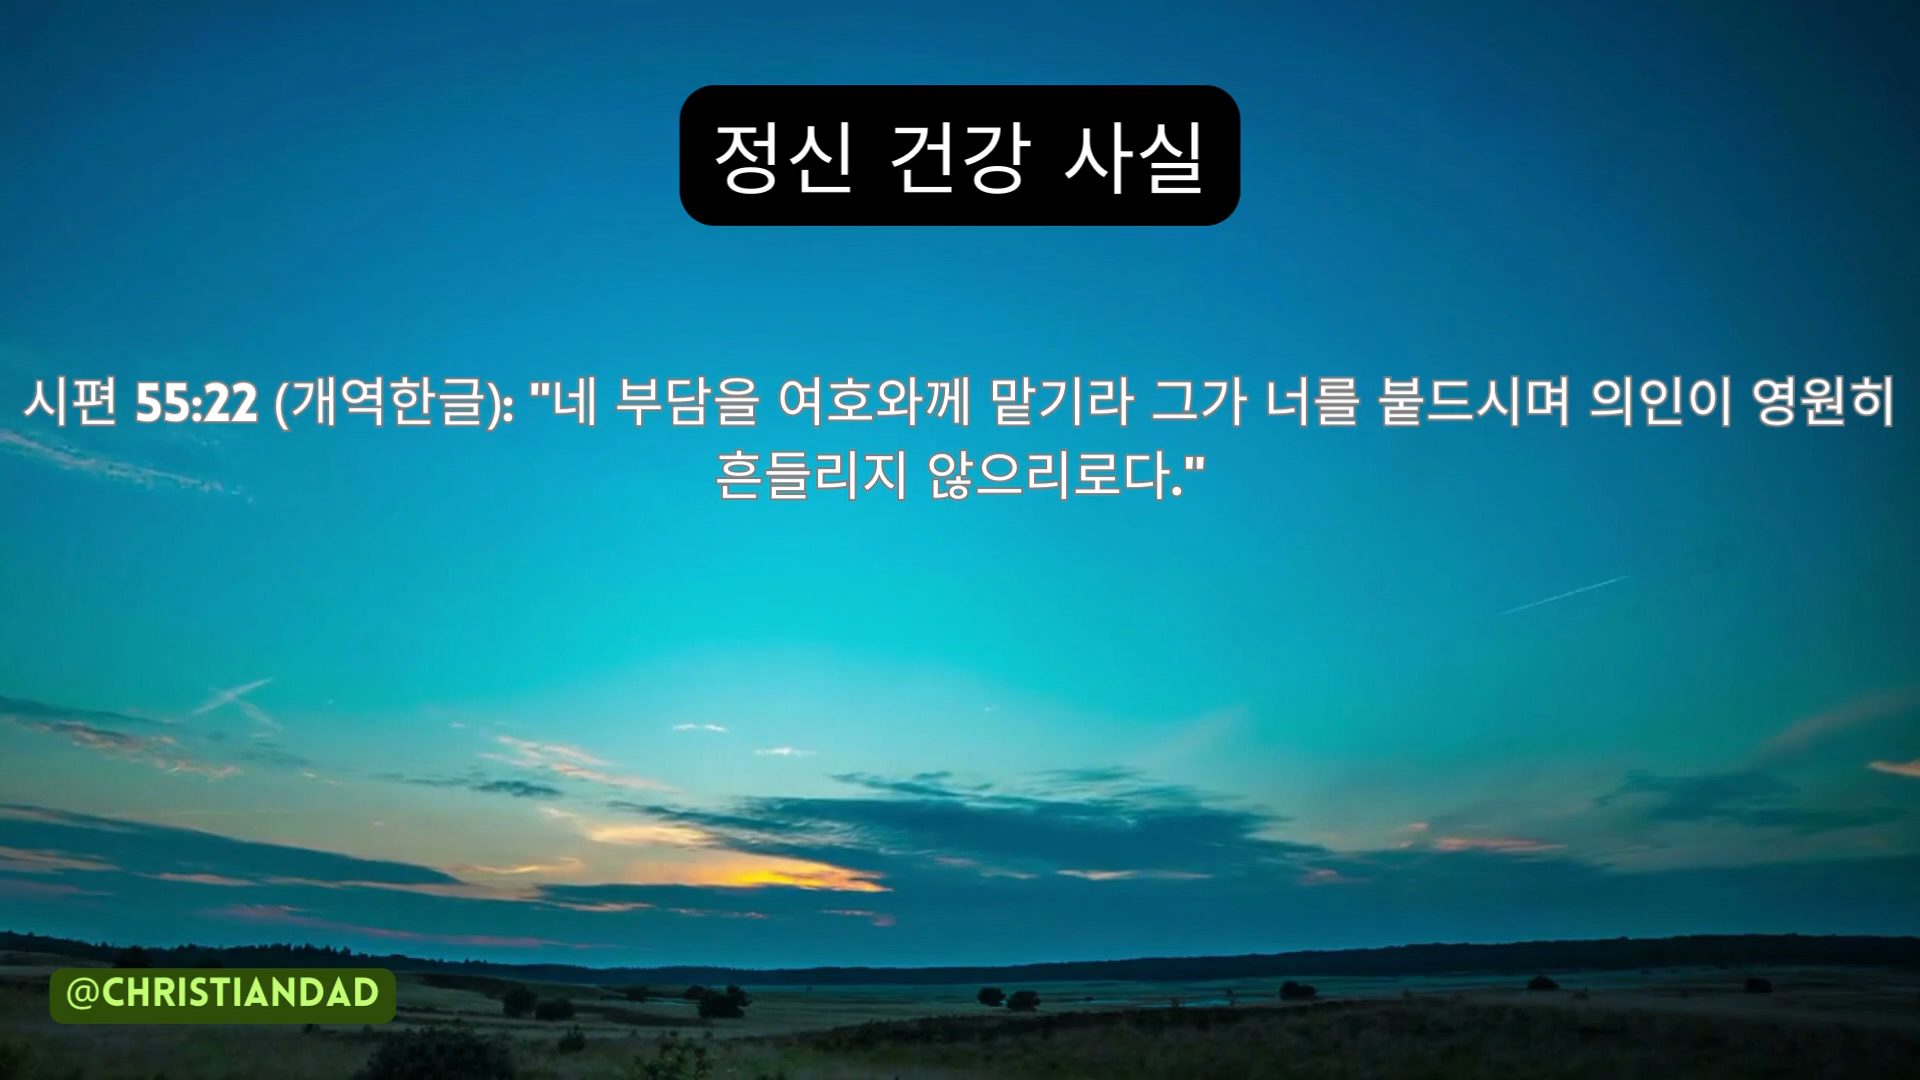 정신 건강 사실
시편 55:22 (개역한글): "네 부담을 여호와께 맡기라 그가 너를 붙드시며 의인이 영원히
흔들리지 않으리로다."
@CHRISTIANDAD